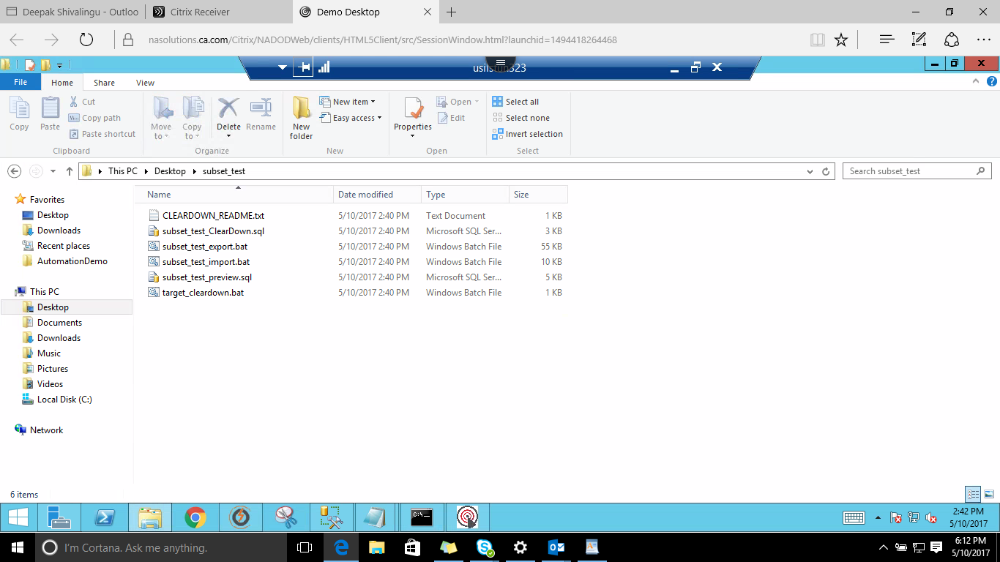 Deepak Shivalingu - Outloo
Citrix Receiver
Demo Desktop
nasolutions.ca.com/Citrix/NADODWeb/clients/HTML5Client/src/SessionWindow.html?launchid=1494418264468
File
Home
Share
View
Copy
Paste
Cut
Copy path
Paste shortcut
Clipboard
Move to
Copy to
Delete
Rename
Organize
New folder
New item
Easy access
New
Properties
Open
Edit
Open
Select all
Select none
Invert selection
Select
This PC
Desktop
subset_test
Search subset_test
Favorites
Desktop
Downloads
Recent places
AutomationDemo
This PC
Desktop
Documents
Downloads
Music
Pictures
Videos
Local Disk (C:)
Network
Name Date modified Type Size
CLEARDOWN_README.txt 5/10/2017 2:40 PM Text Document 1 KB
subset_test_ClearDown.sql 5/10/2017 2:40 PM Microsoft SQL Ser... 3 KB
subset_test_export.bat 5/10/2017 2:40 PM Windows Batch File 55 KB
subset_test_import.bat 5/10/2017 2:40 PM Windows Batch File 10 KB
subset_test_preview.sql 5/10/2017 2:40 PM Microsoft SQL Ser... 5 KB
target_cleardown.bat 5/10/2017 2:40 PM Windows Batch File 1 KB
6 items
2:42 PM
5/10/2017
I'm Cortana. Ask me anything.
6:12 PM
5/10/2017